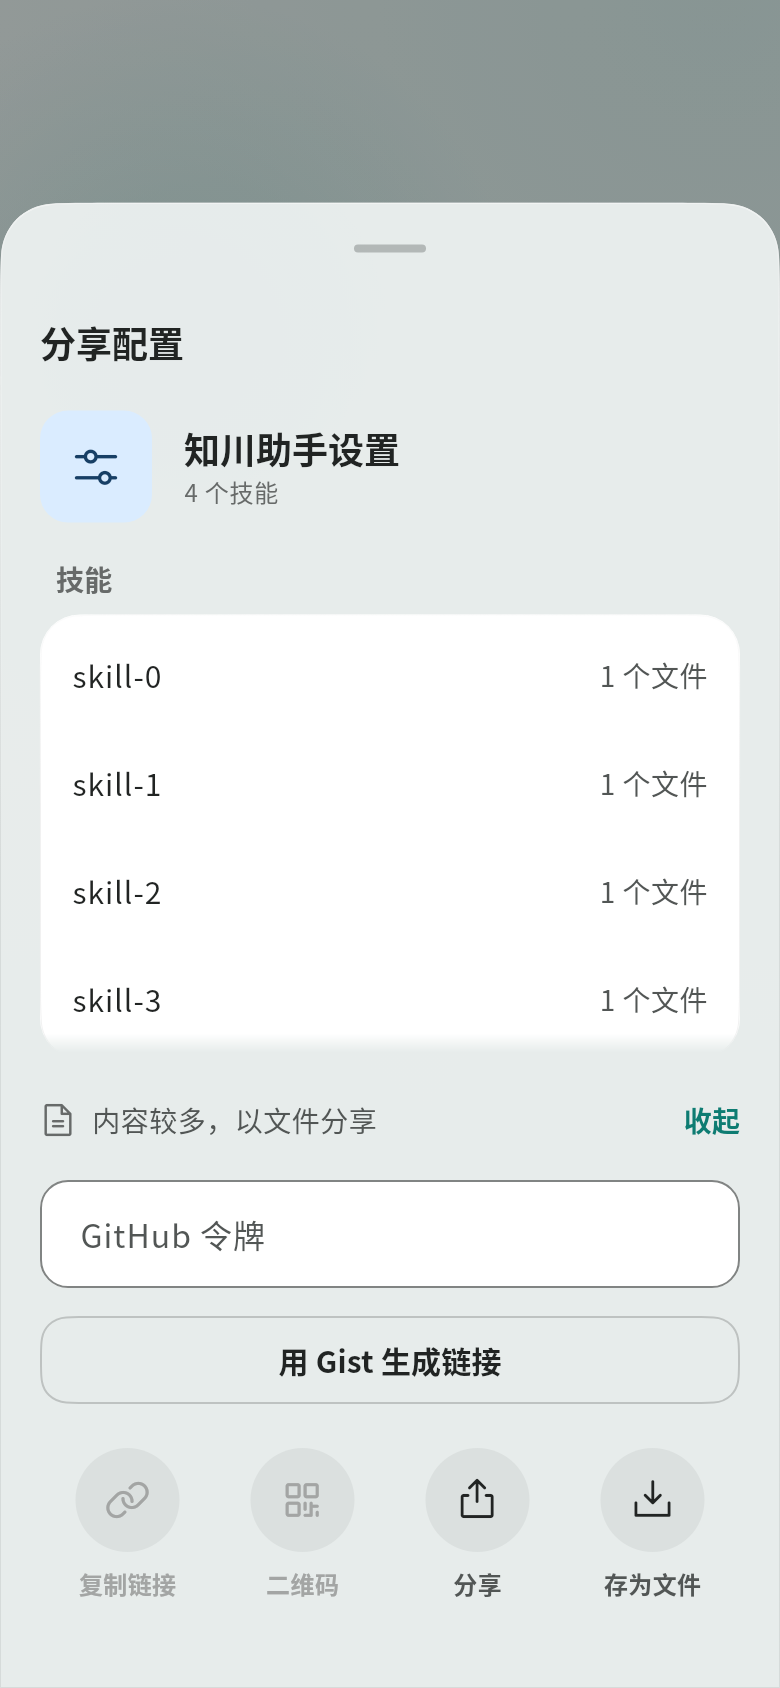 分享配置
知川助手设置
4 个技能
技能
skill-0 1 个文件
skill-1 1 个文件
skill-2 1 个文件
skill-3 1 个文件
内容较多，以文件分享 收起
GitHub 令牌
用 Gist 生成链接
复制链接 二维码 分享 存为文件